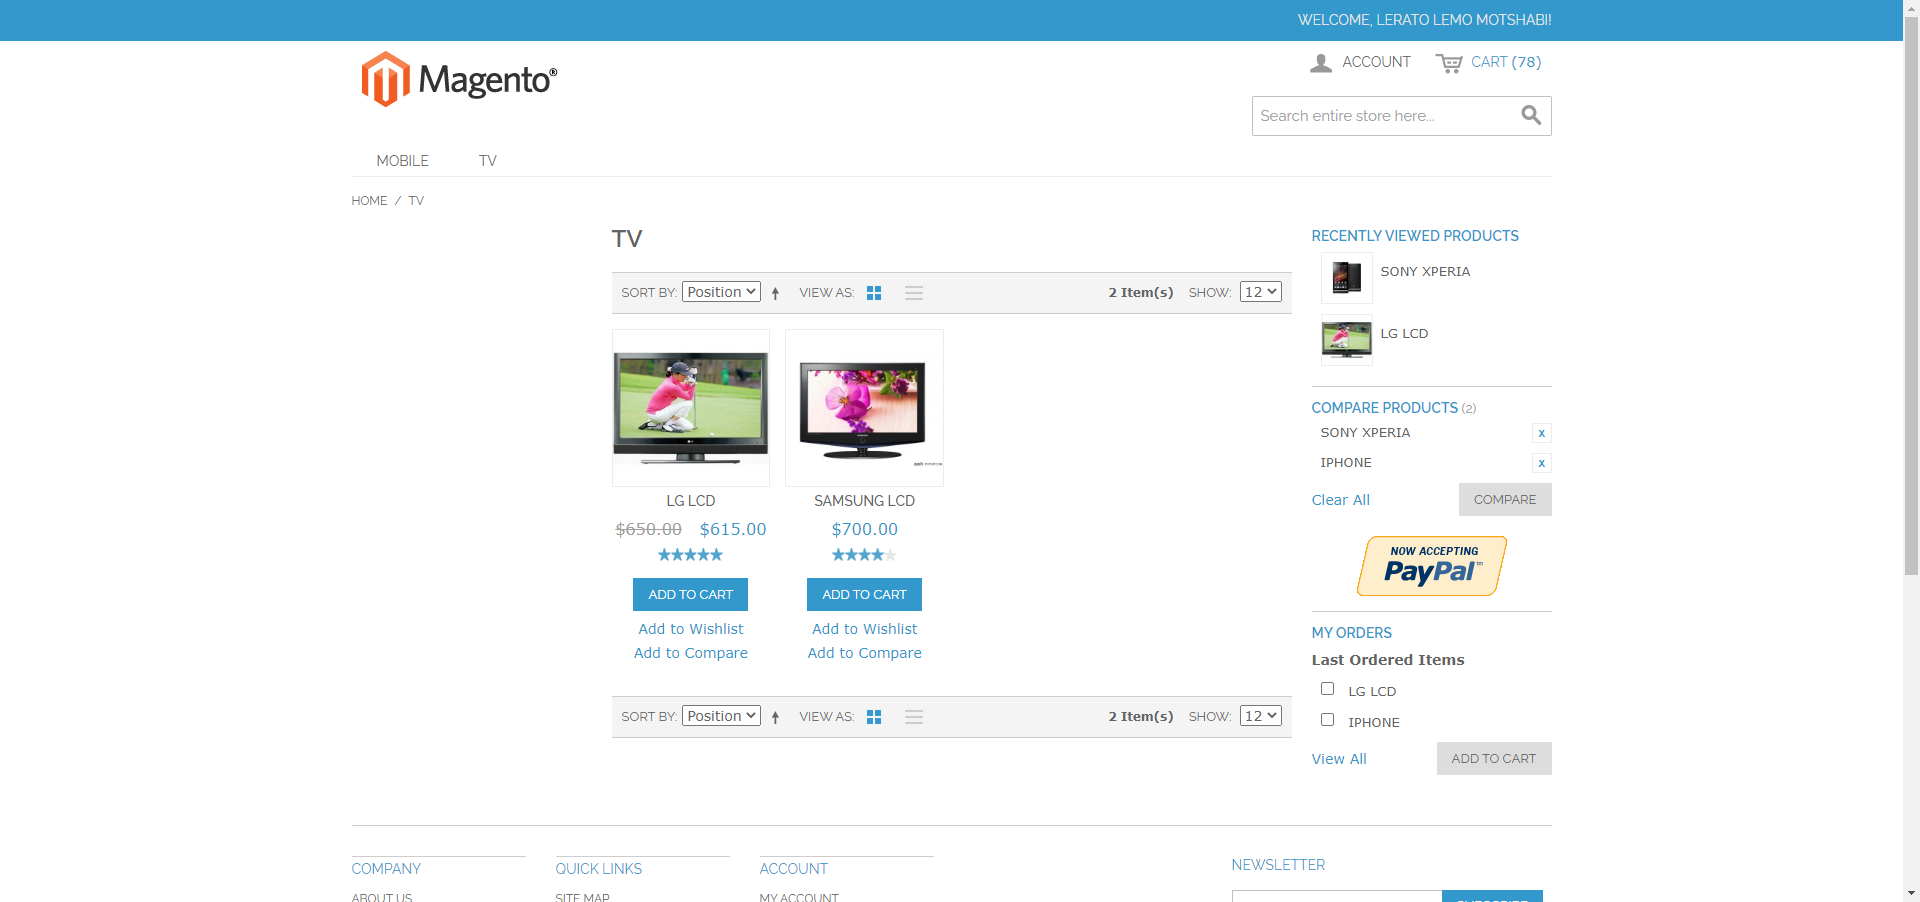 WELCOME, LERATO LEMO MOTSHABI!
Magento®
ACCOUNT
CART (78)
Search entire store here...
MOBILE
TV
HOME / TV
TV
SORT BY: Position
VIEW AS:
2 Item(s)
SHOW: 12
LG LCD
$650.00 $615.00
ADD TO CART
Add to Wishlist
Add to Compare
SAMSUNG LCD
$700.00
ADD TO CART
Add to Wishlist
Add to Compare
SORT BY: Position
VIEW AS:
2 Item(s)
SHOW: 12
RECENTLY VIEWED PRODUCTS
SONY XPERIA
LG LCD
COMPARE PRODUCTS (2)
SONY XPERIA
x
IPHONE
x
Clear All
COMPARE
NOW ACCEPTING
PayPal™
MY ORDERS
Last Ordered Items
LG LCD
IPHONE
View All
ADD TO CART
COMPANY
ABOUT US
QUICK LINKS
SITE MAP
ACCOUNT
MY ACCOUNT
NEWSLETTER
SUBSCRIBE